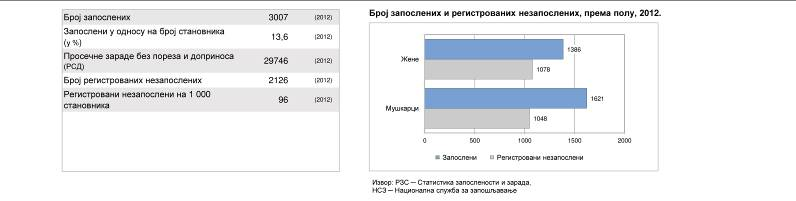 Број запослених 3007 (2012)
Запослени у односу на број становника
(у %) 13,6 (2012)
Просечне зараде без пореза и доприноса
(РСД) 29746 (2012)
Број регистрованих незапослених 2126 (2012)
Регистровани незапослени на 1 000
становника 96 (2012)
Број запослених и регистрованих незапослених, према полу, 2012.
Жене
1386
1078
Мушкарци
1621
1048
0 500 1000 1500 2000
Запослени Регистровани незапослени
Извор: РЗС — Статистика запослености и зарада,
НСЗ — Национална служба за запошљавање